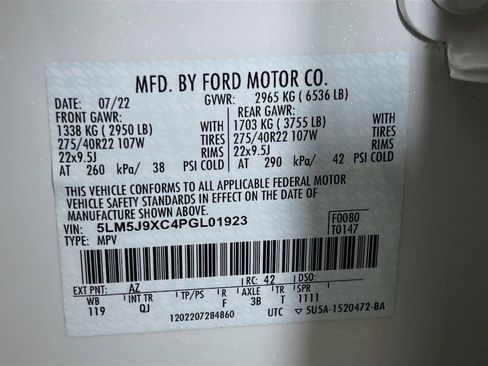 MFD. BY FORD MOTOR CO.
DATE: 07/22 GVWR: 2965 KG ( 6536 LB)
FRONT GAWR: REAR GAWR:
1338 KG ( 2950 LB) WITH 1703 KG ( 3755 LB) WITH
275/40R22 107W TIRES 275/40R22 107W TIRES
22x9.5J RIMS 22x9.5J RIMS
AT 260 kPa/ 38 PSI COLD AT 290 kPa/ 42 PSI COLD
THIS VEHICLE CONFORMS TO ALL APPLICABLE FEDERAL MOTOR
VEHICLE SAFETY STANDARDS IN EFFECT ON THE DATE OF
MANUFACTURE SHOWN ABOVE.
VIN: 5LM5J9XC4PGL01923 F0080
TYPE: MPV T0147
EXT PNT: AZ RC: 42 DSO:
WB INT TR TP/PS R AXLE TR SPR
119 QJ F 3B T 1111
1202207284860 UTC ▽ 5U5A-1520472-BA